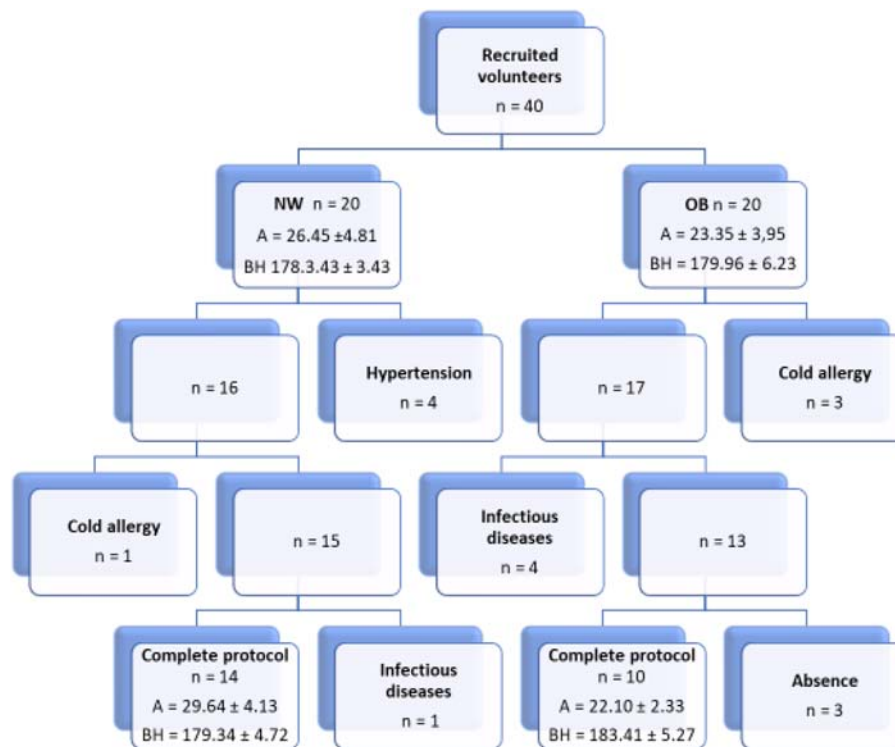 Recruited
volunteers
n = 40
NW n = 20
A = 26.45 ±4.81
BH 178.3.43 ± 3.43
OB n = 20
A = 23.35 ± 3,95
BH = 179.96 ± 6.23
n = 16
Hypertension
n = 4
n = 17
Cold allergy
n = 3
Cold allergy
n = 1
n = 15
Infectious
diseases
n = 4
n = 13
Complete protocol
n = 14
A = 29.64 ± 4.13
BH = 179.34 ± 4.72
Infectious
diseases
n = 1
Complete protocol
n = 10
A = 22.10 ± 2.33
BH = 183.41 ± 5.27
Absence
n = 3